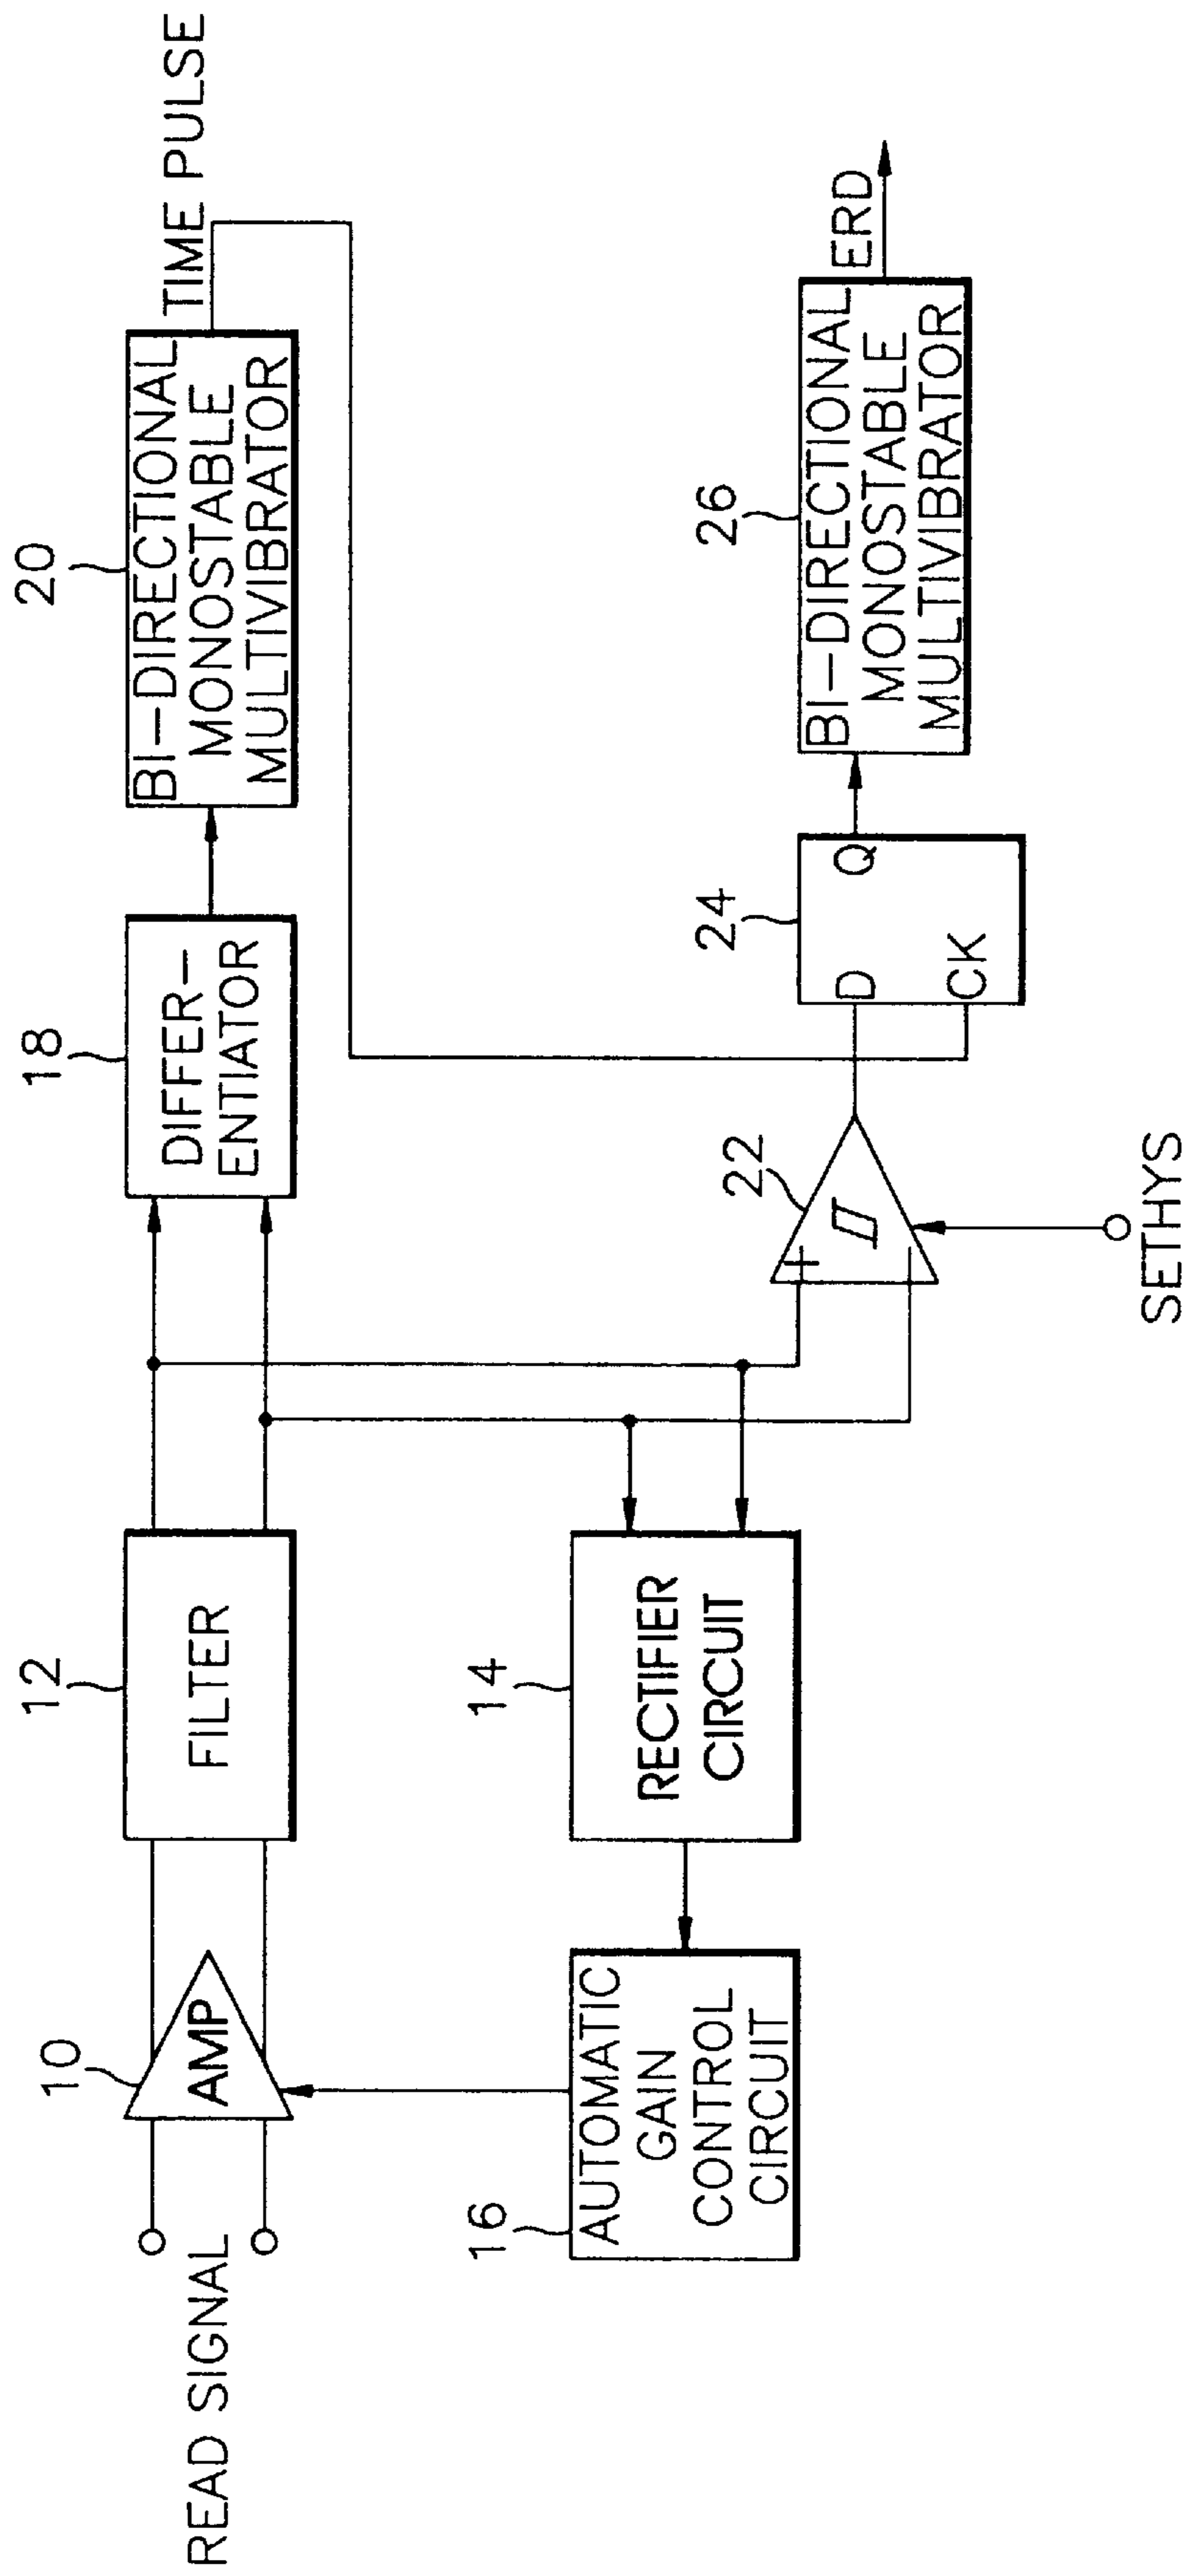 READ SIGNAL
10
AMP
12
FILTER
18
DIFFER-
ENTIATOR
20
BI-DIRECTIONAL
MONOSTABLE
MULTIVIBRATOR
TIME PULSE
16
AUTOMATIC
GAIN
CONTROL
CIRCUIT
14
RECTIFIER
CIRCUIT
22
+
SETHYS
24
D
Q
CK
26
BI-DIRECTIONAL
MONOSTABLE
MULTIVIBRATOR
ERD